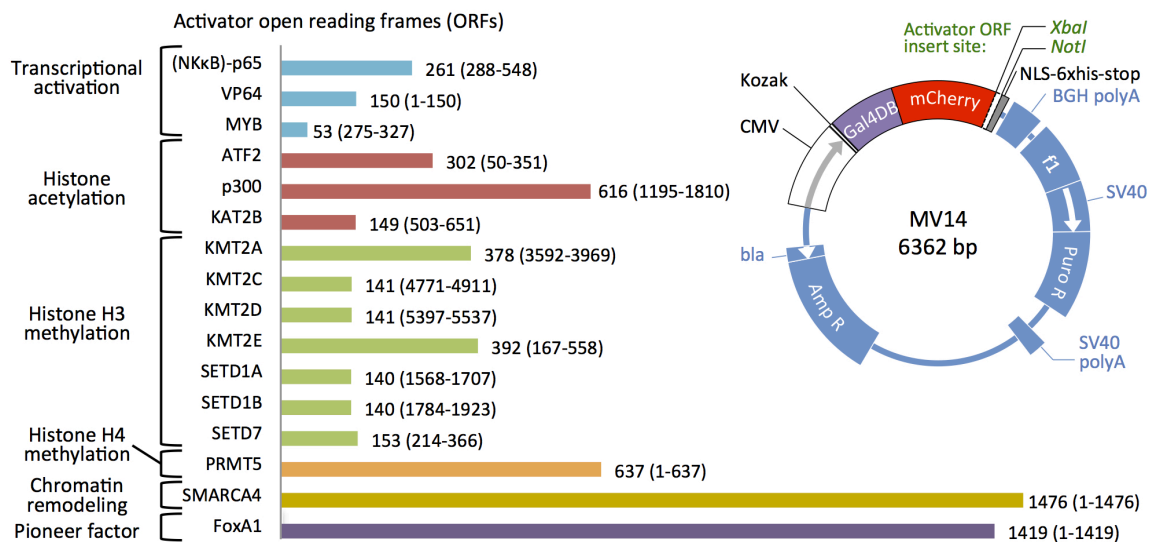 Activator open reading frames (ORFs)
Transcriptional
activation
(NKκB)-p65
261 (288-548)
VP64
150 (1-150)
MYB
53 (275-327)
Histone
acetylation
ATF2
302 (50-351)
p300
616 (1195-1810)
KAT2B
149 (503-651)
Histone H3
methylation
KMT2A
378 (3592-3969)
KMT2C
141 (4771-4911)
KMT2D
141 (5397-5537)
KMT2E
392 (167-558)
SETD1A
140 (1568-1707)
SETD1B
140 (1784-1923)
SETD7
153 (214-366)
Histone H4
methylation
PRMT5
637 (1-637)
Chromatin
remodeling
SMARCA4
1476 (1-1476)
Pioneer factor
FoxA1
1419 (1-1419)
Activator ORF
insert site:
XbaI
NotI
NLS-6xhis-stop
BGH polyA
Kozak
CMV
Gal4DB
mCherry
f1
SV40
MV14
6362 bp
Puro R
bla
Amp R
SV40
polyA